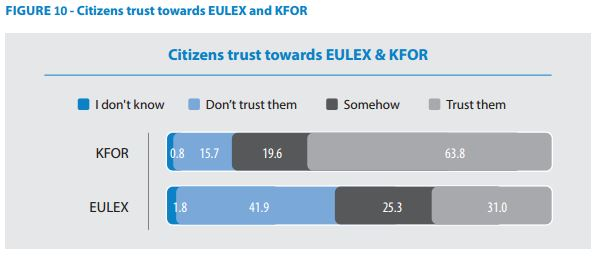 FIGURE 10 - Citizens trust towards EULEX and KFOR
Citizens trust towards EULEX & KFOR
I don't know Don't trust them Somehow Trust them
KFOR 0.8 15.7 19.6 63.8
EULEX 1.8 41.9 25.3 31.0